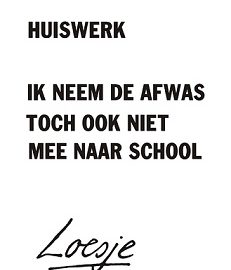 HUISWERK
IK NEEM DE AFWAS
TOCH OOK NIET
MEE NAAR SCHOOL
Loesje